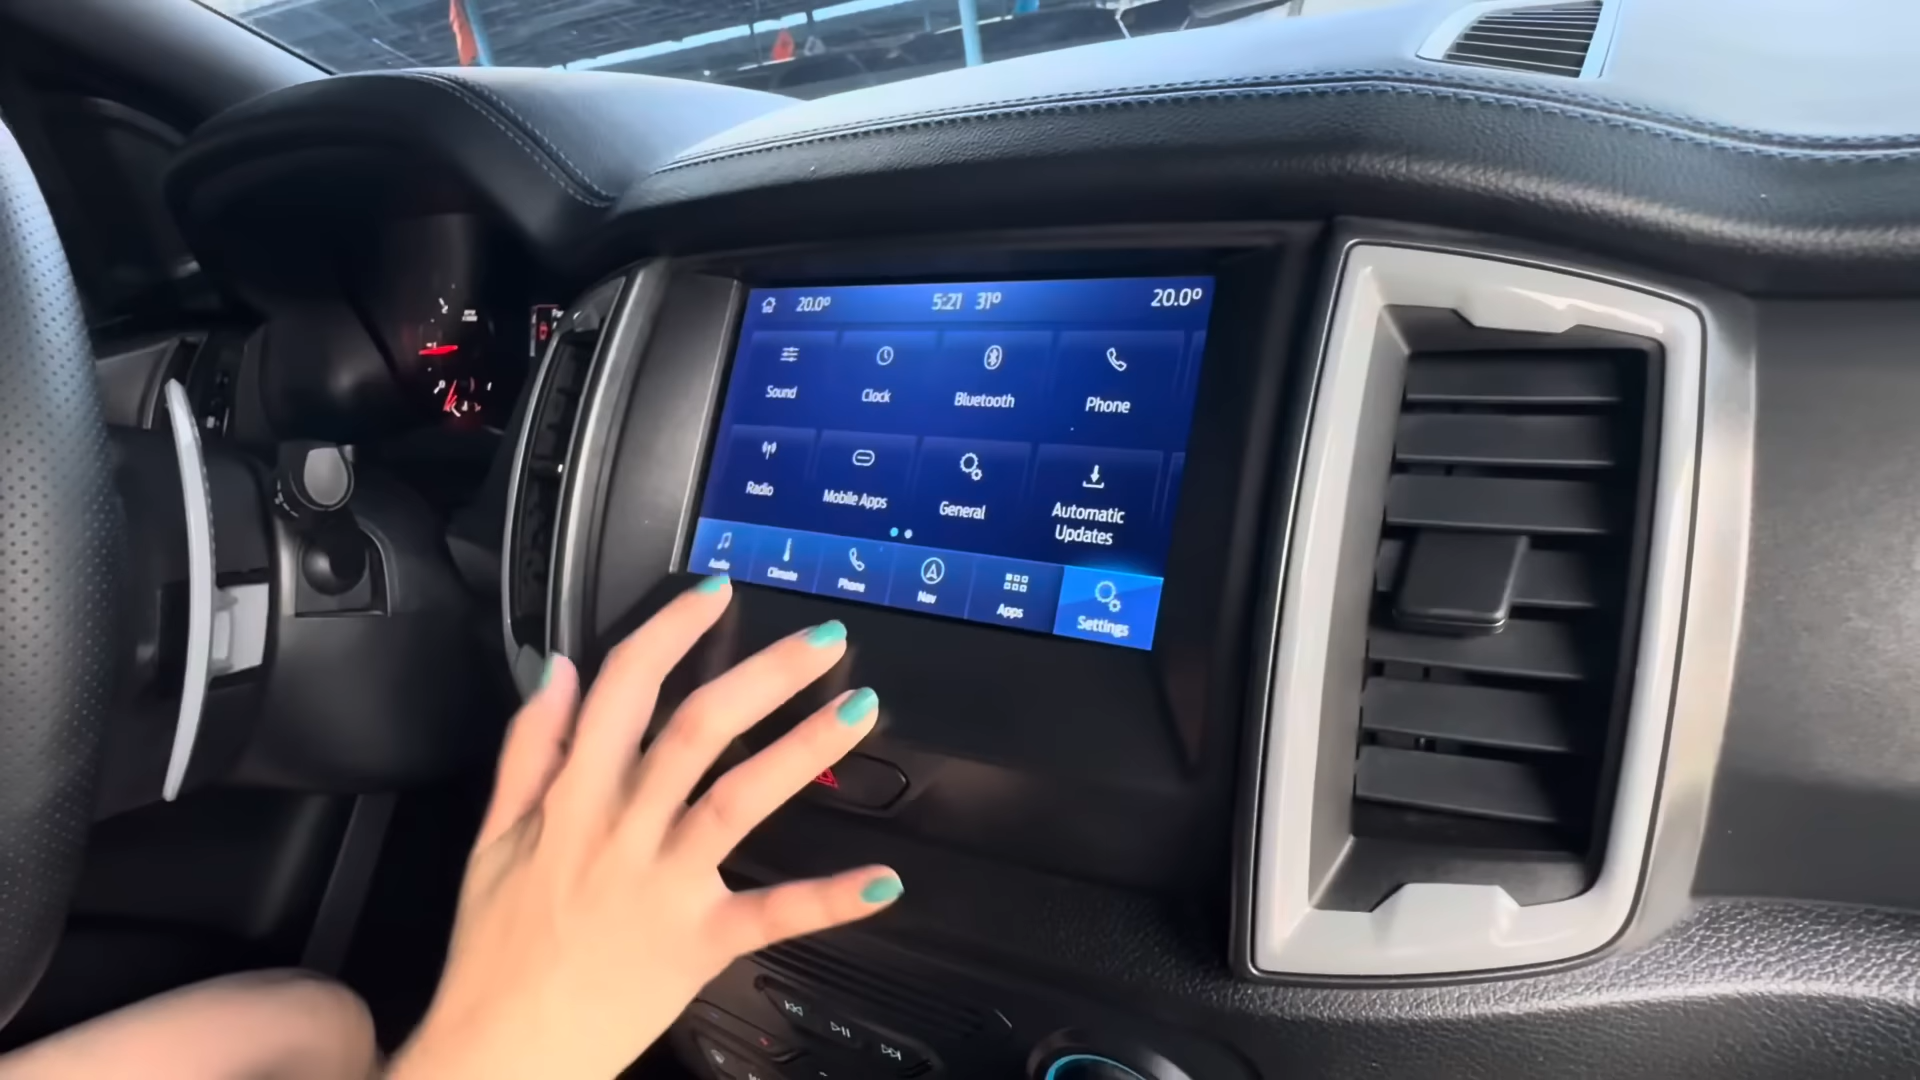 20.0° 5:21 31° 20.0°
Sound Clock Bluetooth Phone
Radio Mobile Apps General Automatic
Updates
Audio Climate Phone Nav Apps Settings